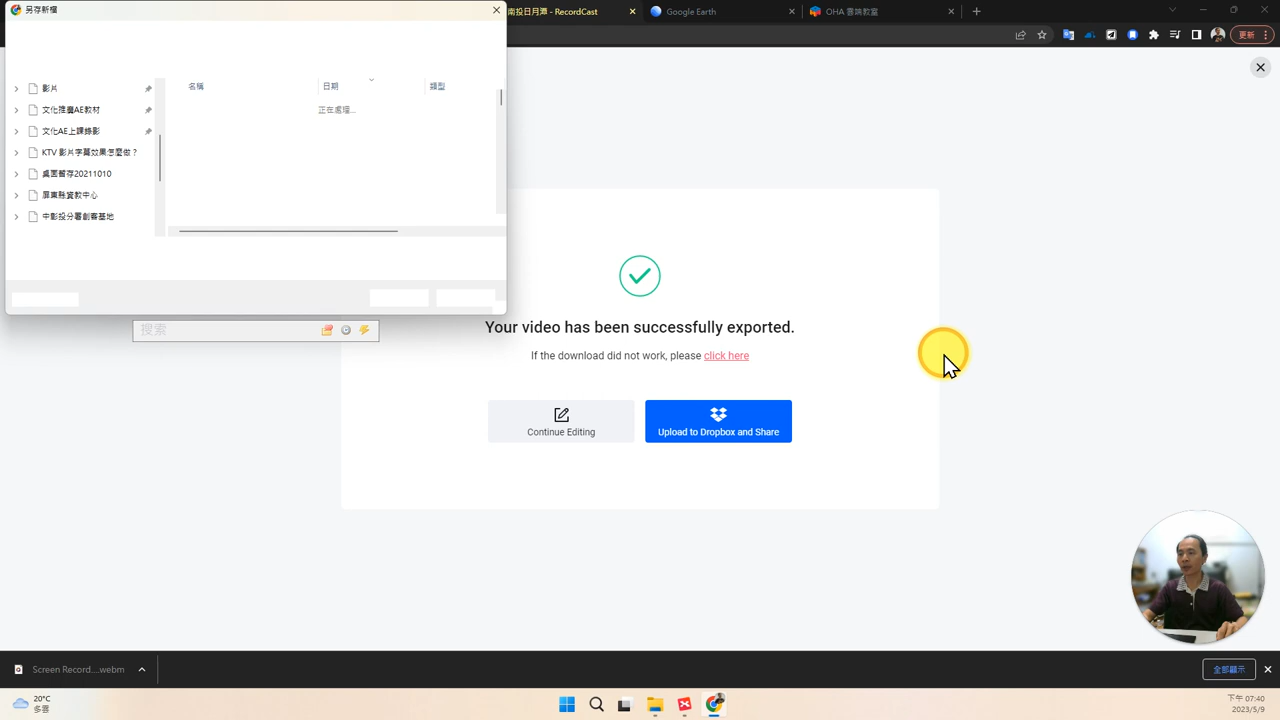 另存新檔
南投日月潭 - RecordCast
Google Earth
OHA 雲端教室
更新
影片
文化推廣AE教材
文化AE上課錄影
KTV 影片字幕效果怎麼做？
桌面暫存20211010
屏東縣資教中心
中彰投分署創客基地
名稱
日期
類型
正在處理...
搜索
Your video has been successfully exported.
If the download did not work, please click here
Continue Editing
Upload to Dropbox and Share
Screen Record....webm
全部顯示
20°C
多雲
下午 07:40
2023/5/9